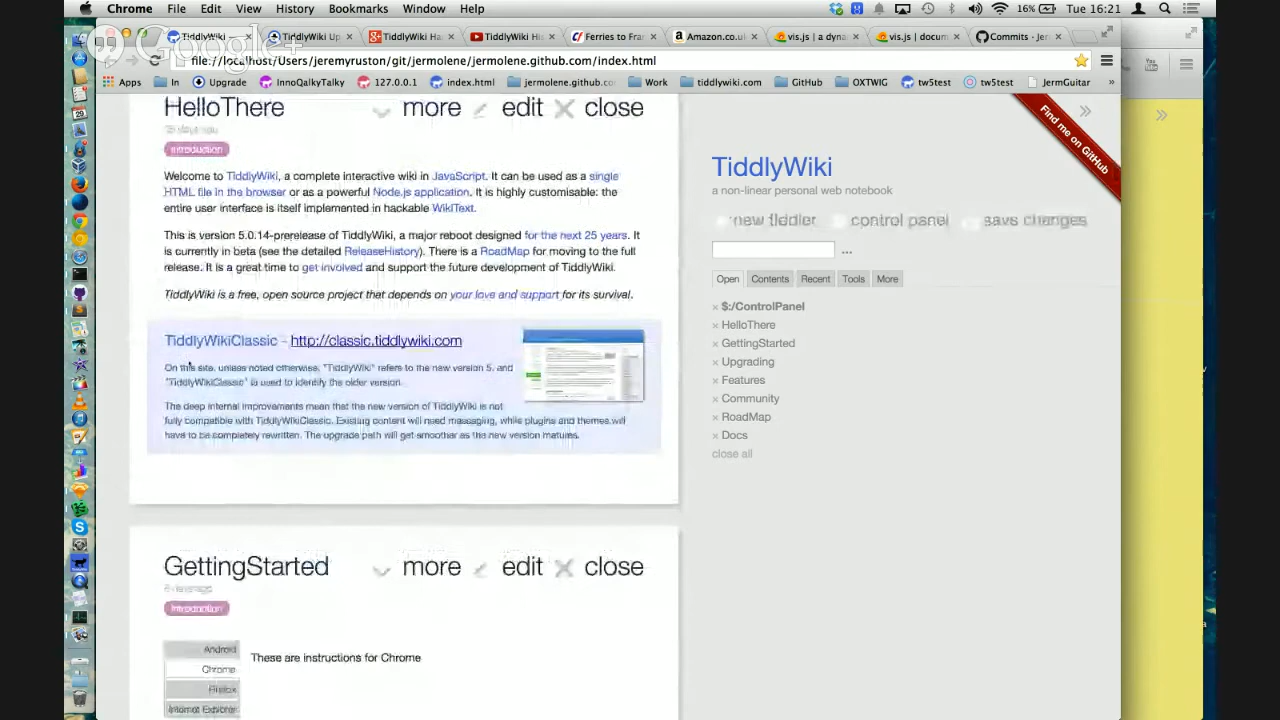 Chrome File Edit View History Bookmarks Window Help
16% Tue 16:21
Google+
TiddlyWiki — TiddlyWiki Up TiddlyWiki Ha TiddlyWiki Hi Ferries to Fra Amazon.co.u vis.js | a dyna vis.js | docum Commits · Jer
file://localhost/Users/jeremyruston/git/jermolene/jermolene.github.com/index.html
Apps In Upgrade InnoQalkyTalky 127.0.0.1 index.html jermolene.github.co Work tiddlywiki.com GitHub OXTWIG tw5test tw5test JermGuitar »
HelloThere more edit close
Introduction
Welcome to TiddlyWiki, a complete interactive wiki in JavaScript. It can be used as a single
HTML file in the browser or as a powerful Node.js application. It is highly customisable: the
entire user interface is itself implemented in hackable WikiText.
This is version 5.0.14-prerelease of TiddlyWiki, a major reboot designed for the next 25 years. It
is currently in beta (see the detailed ReleaseHistory). There is a RoadMap for moving to the full
release. It is a great time to get involved and support the future development of TiddlyWiki.
TiddlyWiki is a free, open source project that depends on your love and support for its survival.
TiddlyWikiClassic - http://classic.tiddlywiki.com
On this site, unless noted otherwise, "TiddlyWiki" refers to the new version 5, and
"TiddlyWikiClassic" is used to identify the older version.
The deep internal improvements mean that the new version of TiddlyWiki is not
fully compatible with TiddlyWikiClassic. Existing content will need massaging, while plugins and themes will
have to be completely rewritten. The upgrade path will get smoother as the new version matures.
GettingStarted more edit close
Introduction
Android
Chrome
Firefox
Internet Explorer
These are instructions for Chrome
Find me on GitHub
TiddlyWiki
a non-linear personal web notebook
new tiddler control panel save changes
...
Open Contents Recent Tools More
× $:/ControlPanel
× HelloThere
× GettingStarted
× Upgrading
× Features
× Community
× RoadMap
× Docs
close all